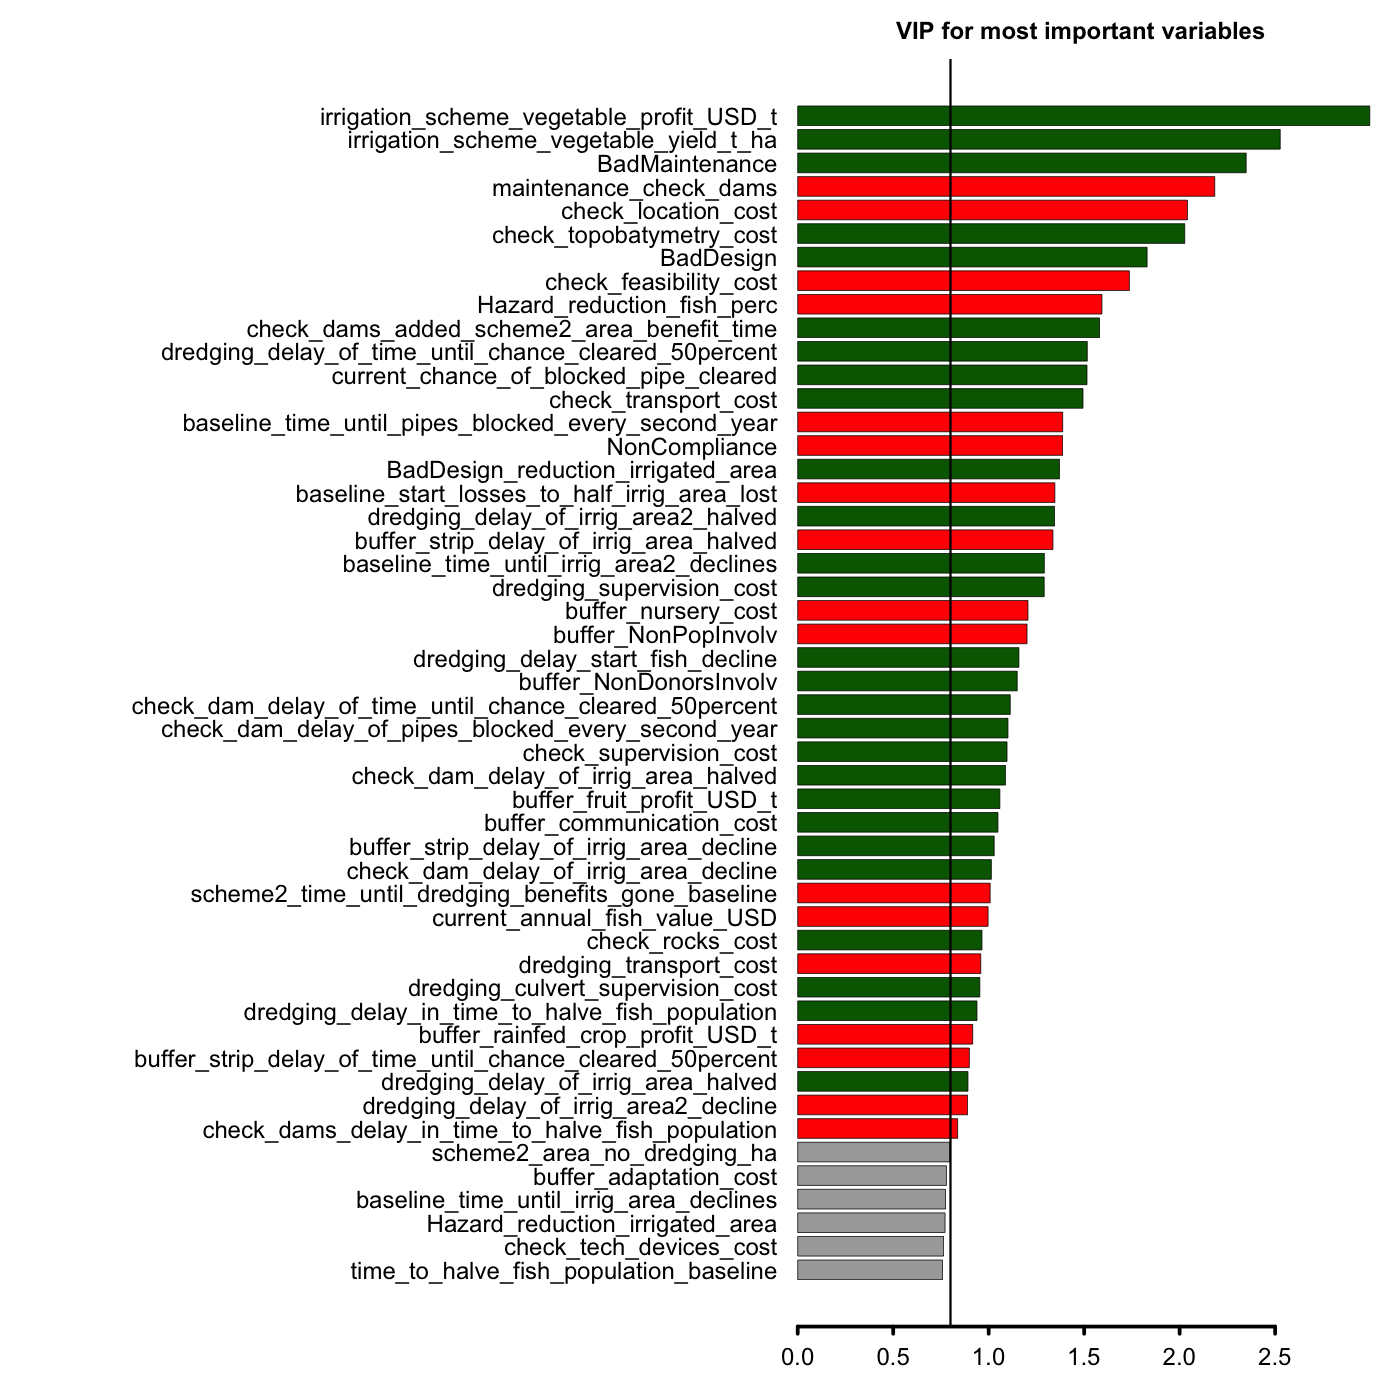 VIP for most important variables
irrigation_scheme_vegetable_profit_USD_t
irrigation_scheme_vegetable_yield_t_ha
BadMaintenance
maintenance_check_dams
check_location_cost
check_topobatymetry_cost
BadDesign
check_feasibility_cost
Hazard_reduction_fish_perc
check_dams_added_scheme2_area_benefit_time
dredging_delay_of_time_until_chance_cleared_50percent
current_chance_of_blocked_pipe_cleared
check_transport_cost
baseline_time_until_pipes_blocked_every_second_year
NonCompliance
BadDesign_reduction_irrigated_area
baseline_start_losses_to_half_irrig_area_lost
dredging_delay_of_irrig_area2_halved
buffer_strip_delay_of_irrig_area_halved
baseline_time_until_irrig_area2_declines
dredging_supervision_cost
buffer_nursery_cost
buffer_NonPopInvolv
dredging_delay_start_fish_decline
buffer_NonDonorsInvolv
check_dam_delay_of_time_until_chance_cleared_50percent
check_dam_delay_of_pipes_blocked_every_second_year
check_supervision_cost
check_dam_delay_of_irrig_area_halved
buffer_fruit_profit_USD_t
buffer_communication_cost
buffer_strip_delay_of_irrig_area_decline
check_dam_delay_of_irrig_area_decline
scheme2_time_until_dredging_benefits_gone_baseline
current_annual_fish_value_USD
check_rocks_cost
dredging_transport_cost
dredging_culvert_supervision_cost
dredging_delay_in_time_to_halve_fish_population
buffer_rainfed_crop_profit_USD_t
buffer_strip_delay_of_time_until_chance_cleared_50percent
dredging_delay_of_irrig_area_halved
dredging_delay_of_irrig_area2_decline
check_dams_delay_in_time_to_halve_fish_population
scheme2_area_no_dredging_ha
buffer_adaptation_cost
baseline_time_until_irrig_area_declines
Hazard_reduction_irrigated_area
check_tech_devices_cost
time_to_halve_fish_population_baseline
0.0 0.5 1.0 1.5 2.0 2.5